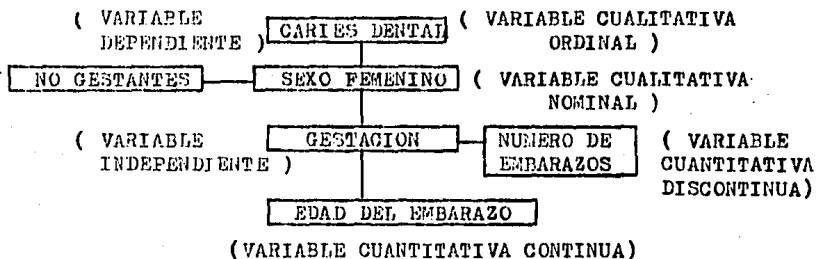 ( VARIABLE
DEPENDIENTE )
CARIES DENTAL
( VARIABLE CUALITATIVA
ORDINAL )
NO GESTANTES
SEXO FEMENINO
( VARIABLE CUALITATIVA
NOMINAL )
( VARIABLE
INDEPENDIENTE )
GESTACION
NUMERO DE
EMBARAZOS
( VARIABLE
CUANTITATIVA
DISCONTINUA)
EDAD DEL EMBARAZO
(VARIABLE CUANTITATIVA CONTINUA)